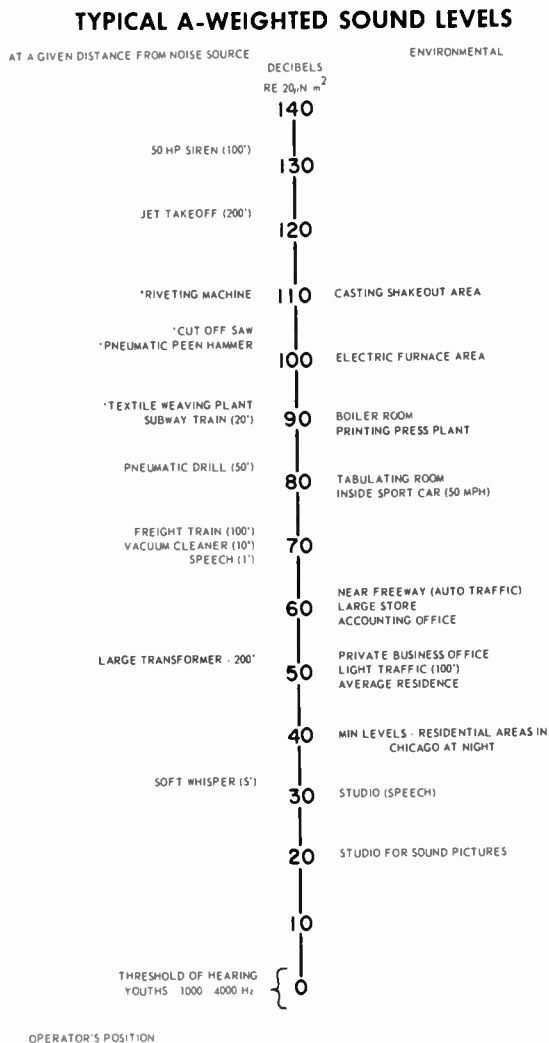 TYPICAL A-WEIGHTED SOUND LEVELS
AT A GIVEN DISTANCE FROM NOISE SOURCE
ENVIRONMENTAL
DECIBELS
RE 20µN m²
140
50 HP SIREN (100')
130
JET TAKEOFF (200')
120
*RIVETING MACHINE
110
CASTING SHAKEOUT AREA
*CUT OFF SAW
*PNEUMATIC PEEN HAMMER
100
ELECTRIC FURNACE AREA
*TEXTILE WEAVING PLANT
SUBWAY TRAIN (20')
90
BOILER ROOM
PRINTING PRESS PLANT
PNEUMATIC DRILL (50')
80
TABULATING ROOM
INSIDE SPORT CAR (50 MPH)
FREIGHT TRAIN (100')
VACUUM CLEANER (10')
SPEECH (1')
70
NEAR FREEWAY (AUTO TRAFFIC)
60
LARGE STORE
ACCOUNTING OFFICE
LARGE TRANSFORMER - 200'
50
PRIVATE BUSINESS OFFICE
LIGHT TRAFFIC (100')
AVERAGE RESIDENCE
40
MIN LEVELS - RESIDENTIAL AREAS IN
CHICAGO AT NIGHT
SOFT WHISPER (5')
30
STUDIO (SPEECH)
20
STUDIO FOR SOUND PICTURES
10
THRESHOLD OF HEARING
YOUTHS 1000 4000 Hz
0
OPERATOR'S POSITION